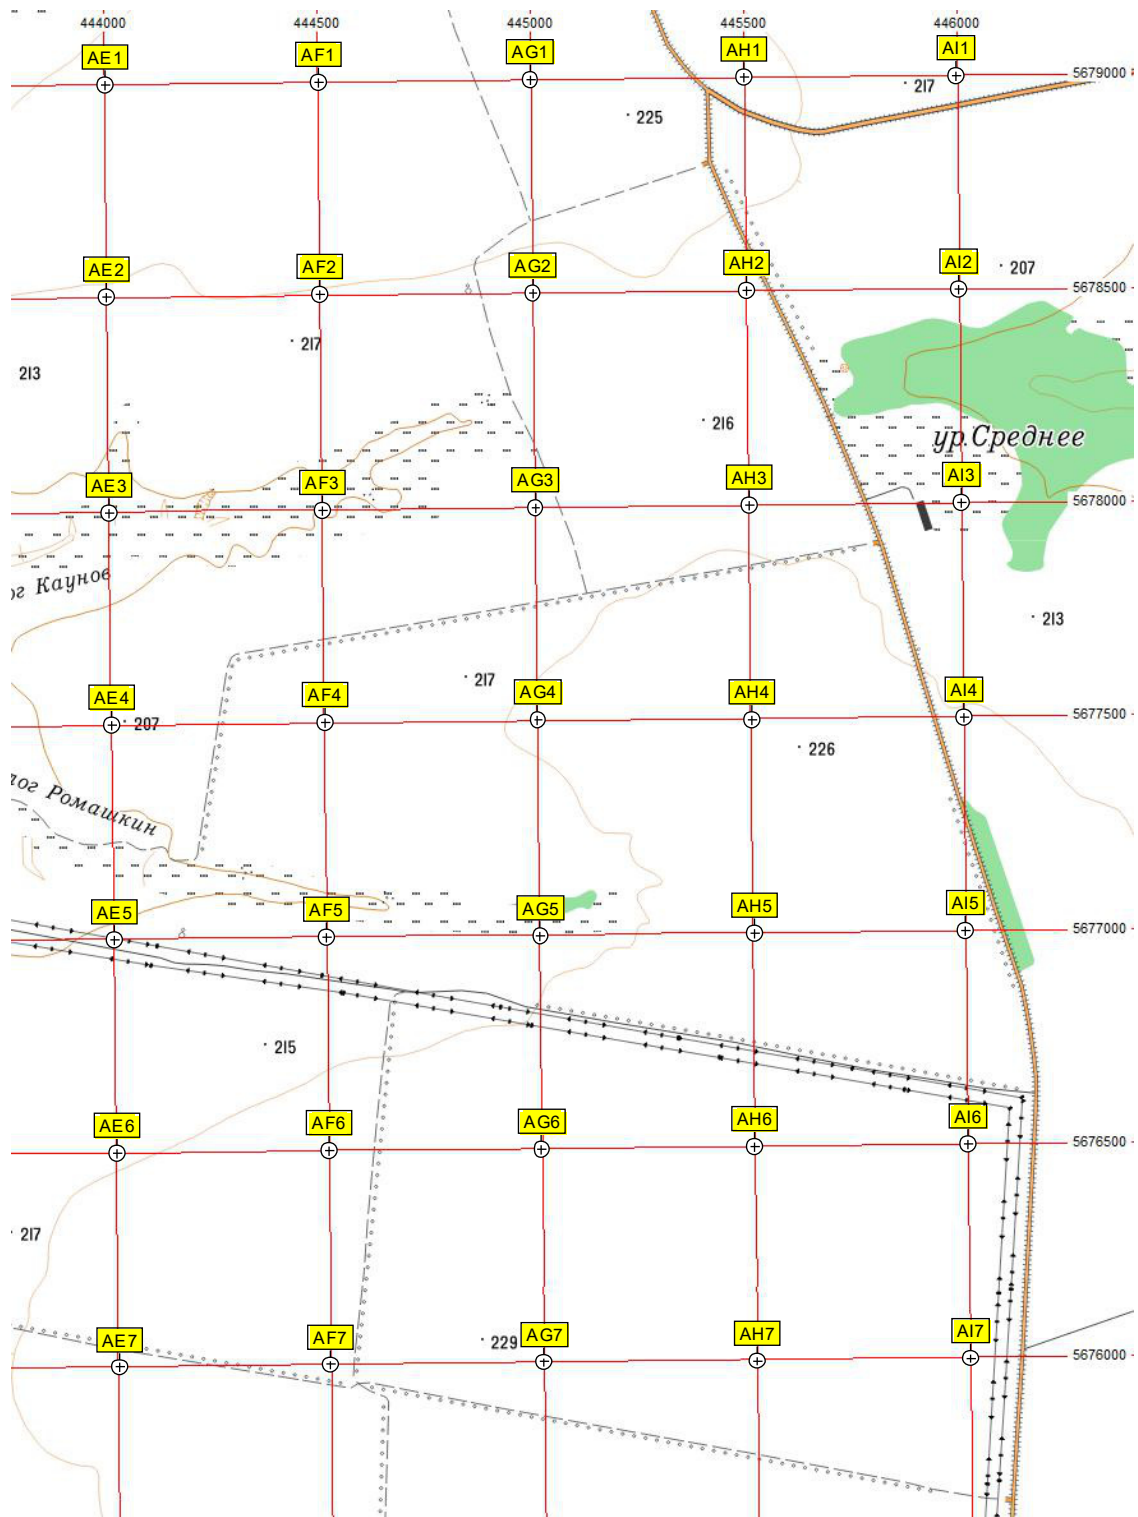 444000 444500 445000 445500 446000
AE1 AF1 AG1 AH1 AI1
5679000
217
225
AE2 AF2 AG2 AH2 AI2
207
5678500
217
213
216
ур.Среднее
AE3 AF3 AG3 AH3 AI3
5678000
ог Каунов
213
217
AE4 AF4 AG4 AH4 AI4
5677500
207
226
лог Ромашкин
AE5 AF5 AG5 AH5 AI5
5677000
215
AE6 AF6 AG6 AH6 AI6
5676500
217
AE7 AF7 AG7 AH7 AI7
229
5676000